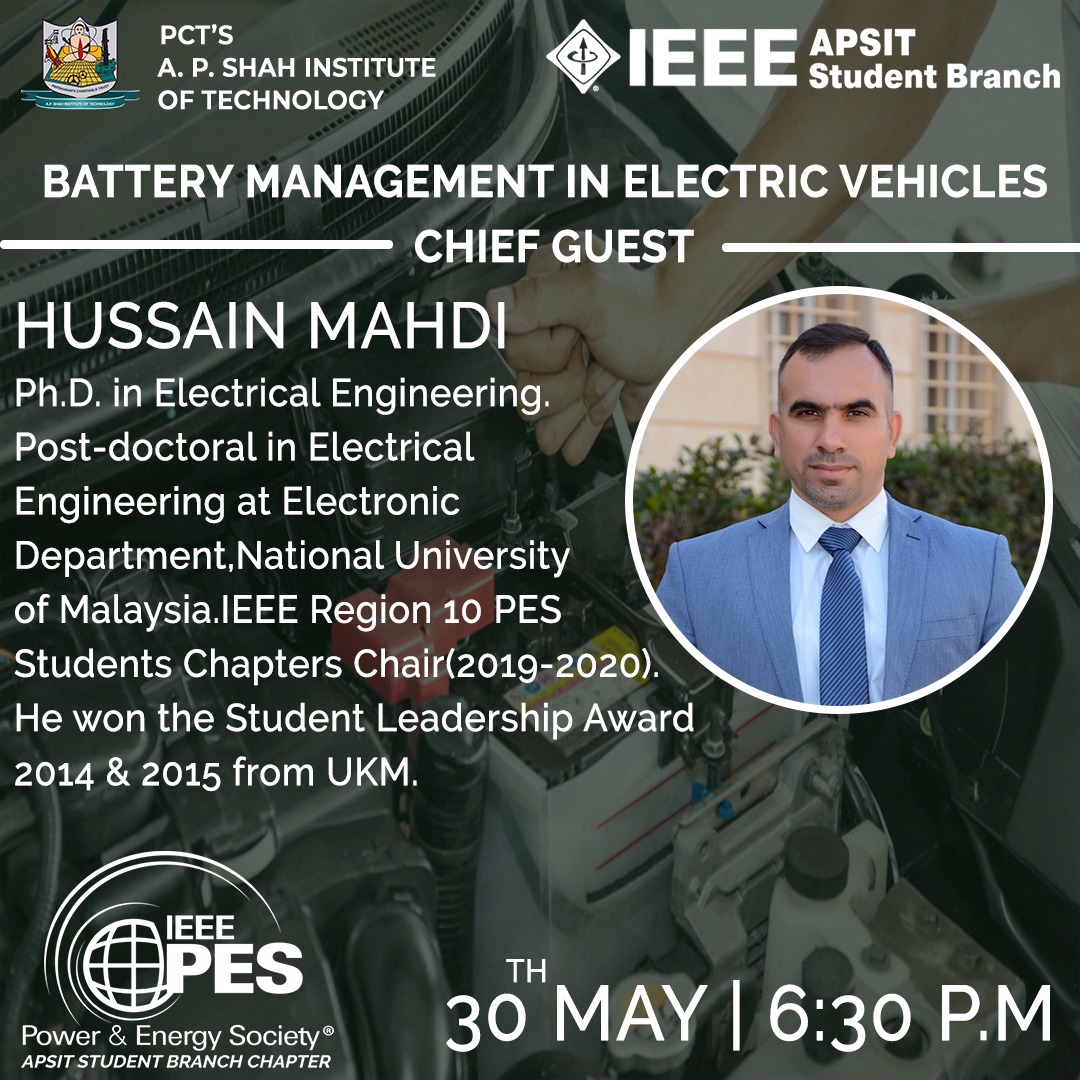 PCT'S
A. P. SHAH INSTITUTE
OF TECHNOLOGY
IEEE APSIT
Student Branch
BATTERY MANAGEMENT IN ELECTRIC VEHICLES
CHIEF GUEST
HUSSAIN MAHDI
Ph.D. in Electrical Engineering.
Post-doctoral in Electrical
Engineering at Electronic
Department,National University
of Malaysia.IEEE Region 10 PES
Students Chapters Chair(2019-2020).
He won the Student Leadership Award
2014 & 2015 from UKM.
IEEE
PES
Power & Energy Society®
APSIT STUDENT BRANCH CHAPTER
30TH MAY | 6:30 P.M